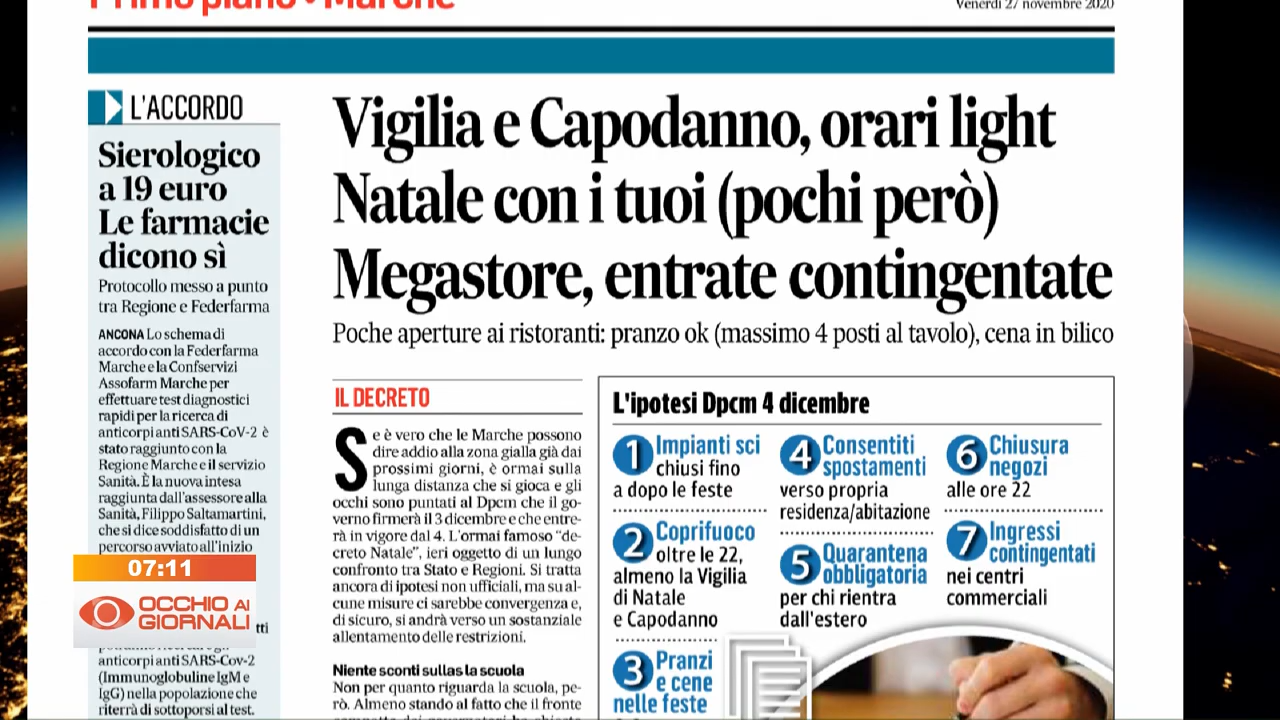 Primo piano • Marche
Venerdì 27 novembre 2020
L'ACCORDO
Sierologico
a 19 euro
Le farmacie
dicono sì
Protocollo messo a punto
tra Regione e Federfarma
ANCONA Lo schema di
accordo con la Federfarma
Marche e la Confservizi
Assofarm Marche per
effettuare test diagnostici
rapidi per la ricerca di
anticorpi anti SARS-CoV-2 è
stato raggiunto con la
Regione Marche e il servizio
Sanità. È la nuova intesa
raggiunta dall'assessore alla
Sanità, Filippo Saltamartini,
che si dice soddisfatto di un
percorso avviato all'inizio
07:11
OCCHIO AI
GIORNALI
tti
anticorpi anti SARS-Cov-2
(Immunoglobuline IgM e
IgG) nella popolazione che
riterrà di sottoporsi al test.
Vigilia e Capodanno, orari light
Natale con i tuoi (pochi però)
Megastore, entrate contingentate
Poche aperture ai ristoranti: pranzo ok (massimo 4 posti al tavolo), cena in bilico
IL DECRETO
Se è vero che le Marche possono
dire addio alla zona gialla già dai
prossimi giorni, è ormai sulla
lunga distanza che si gioca e gli
occhi sono puntati al Dpcm che il go-
verno firmerà il 3 dicembre e che entre-
rà in vigore dal 4. L'ormai famoso "de-
creto Natale", ieri oggetto di un lungo
confronto tra Stato e Regioni. Si tratta
ancora di ipotesi non ufficiali, ma su al-
cune misure ci sarebbe convergenza e,
di sicuro, si andrà verso un sostanziale
allentamento delle restrizioni.
Niente sconti sullas la scuola
Non per quanto riguarda la scuola, pe-
rò. Almeno stando al fatto che il fronte
L'ipotesi Dpcm 4 dicembre
1 Impianti sci
chiusi fino
a dopo le feste
2 Coprifuoco
oltre le 22,
almeno la Vigilia
di Natale
e Capodanno
3 Pranzi
e cene
nelle feste
4 Consentiti
spostamenti
verso propria
residenza/abitazione
5 Quarantena
obbligatoria
per chi rientra
dall'estero
6 Chiusura
negozi
alle ore 22
7 Ingressi
contingentati
nei centri
commerciali